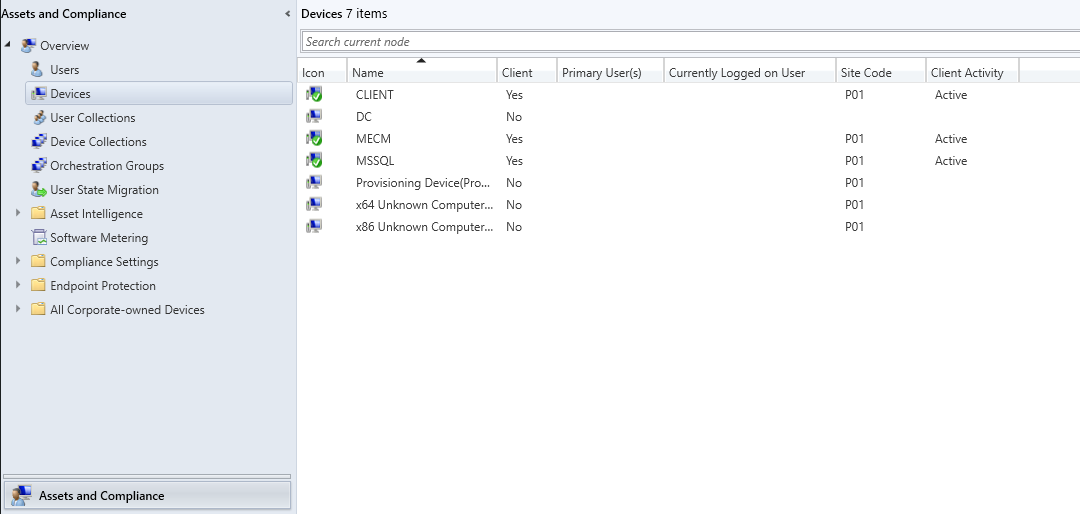 Assets and Compliance
Overview
Users
Devices
User Collections
Device Collections
Orchestration Groups
User State Migration
Asset Intelligence
Software Metering
Compliance Settings
Endpoint Protection
All Corporate-owned Devices
Assets and Compliance
Devices 7 items
Search current node
Icon Name Client Primary User(s) Currently Logged on User Site Code Client Activity
CLIENT Yes P01 Active
DC No
MECM Yes P01 Active
MSSQL Yes P01 Active
Provisioning Device(Pro... No P01
x64 Unknown Computer... No P01
x86 Unknown Computer... No P01